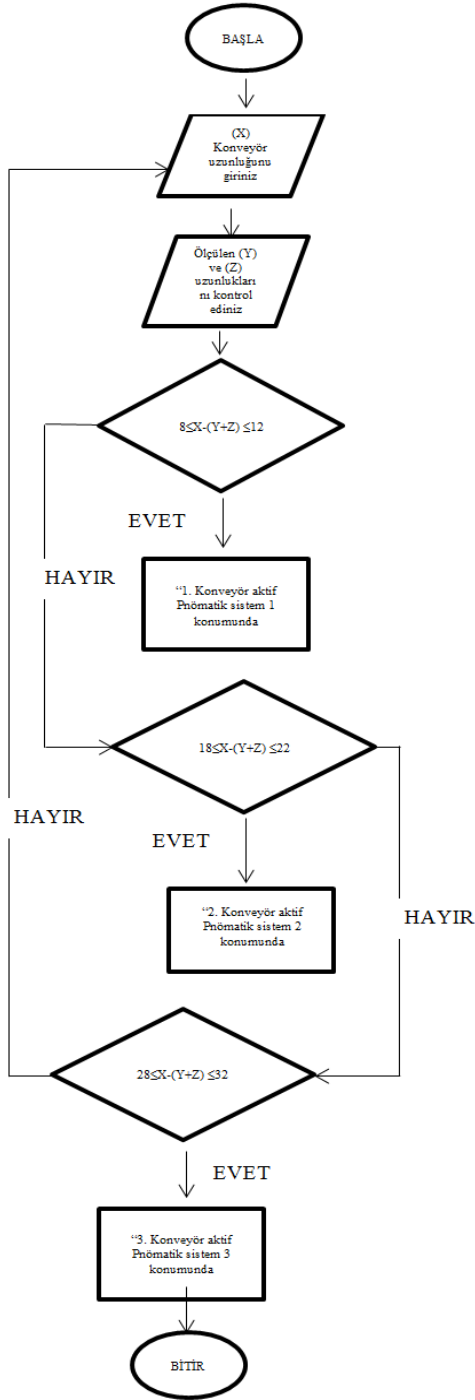 BAŞLA
(X)
Konveyör
uzunluğunu
giriniz
Ölçülen (Y)
ve (Z)
uzunlukları
nı kontrol
ediniz
8≤X-(Y+Z) ≤12
EVET
HAYIR
“1. Konveyör aktif
Pnömatik sistem 1
konumunda
18≤X-(Y+Z) ≤22
HAYIR
EVET
“2. Konveyör aktif
Pnömatik sistem 2
konumunda
HAYIR
28≤X-(Y+Z) ≤32
EVET
“3. Konveyör aktif
Pnömatik sistem 3
konumunda
BİTİR